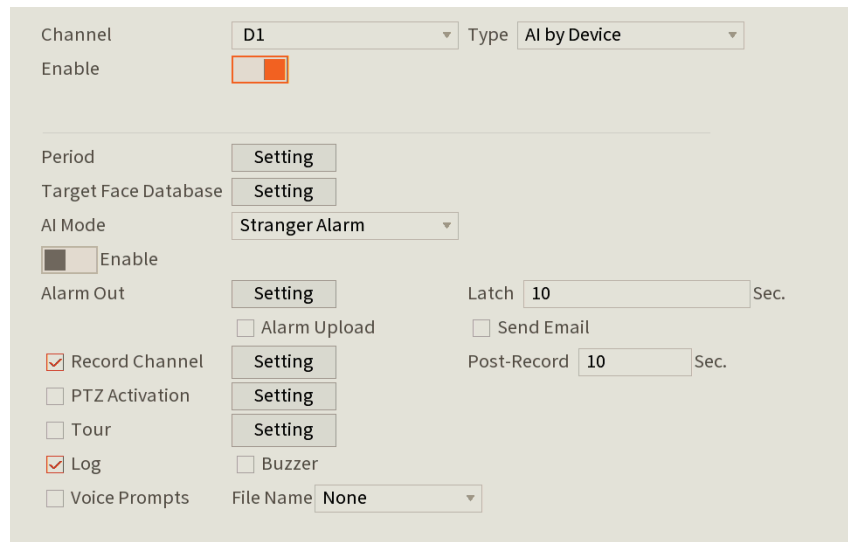 Channel D1 Type AI by Device
Enable
Period Setting
Target Face Database Setting
AI Mode Stranger Alarm
Enable
Alarm Out Setting Latch 10 Sec.
Alarm Upload Send Email
Record Channel Setting Post-Record 10 Sec.
PTZ Activation Setting
Tour Setting
Log Buzzer
Voice Prompts File Name None